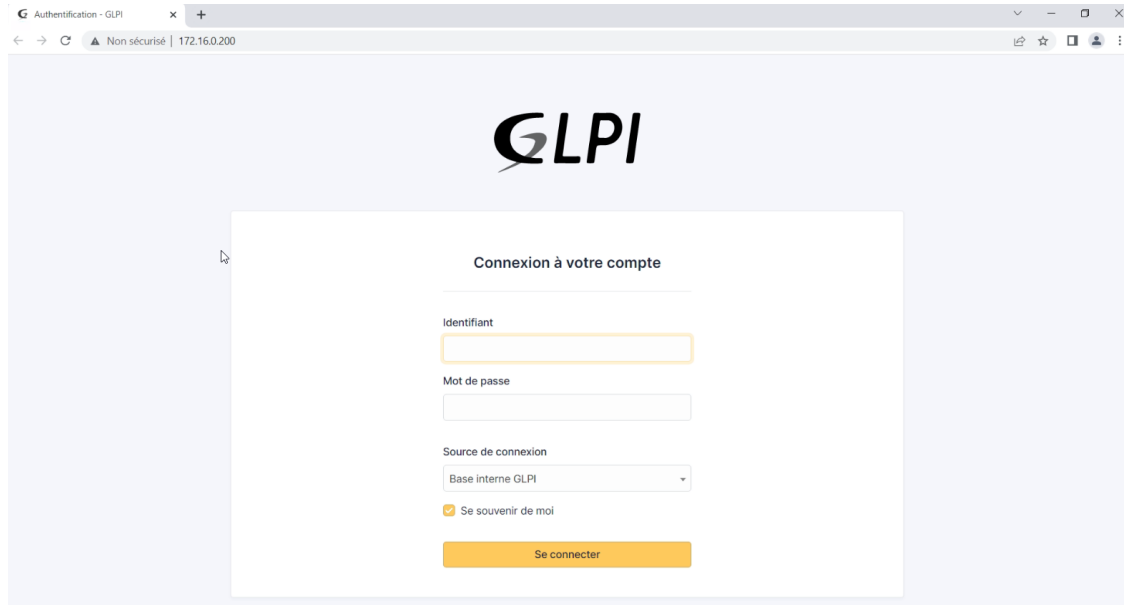 Authentification - GLPI
Non sécurisé | 172.16.0.200
GLPI
Connexion à votre compte
Identifiant
Mot de passe
Source de connexion
Base interne GLPI
Se souvenir de moi
Se connecter